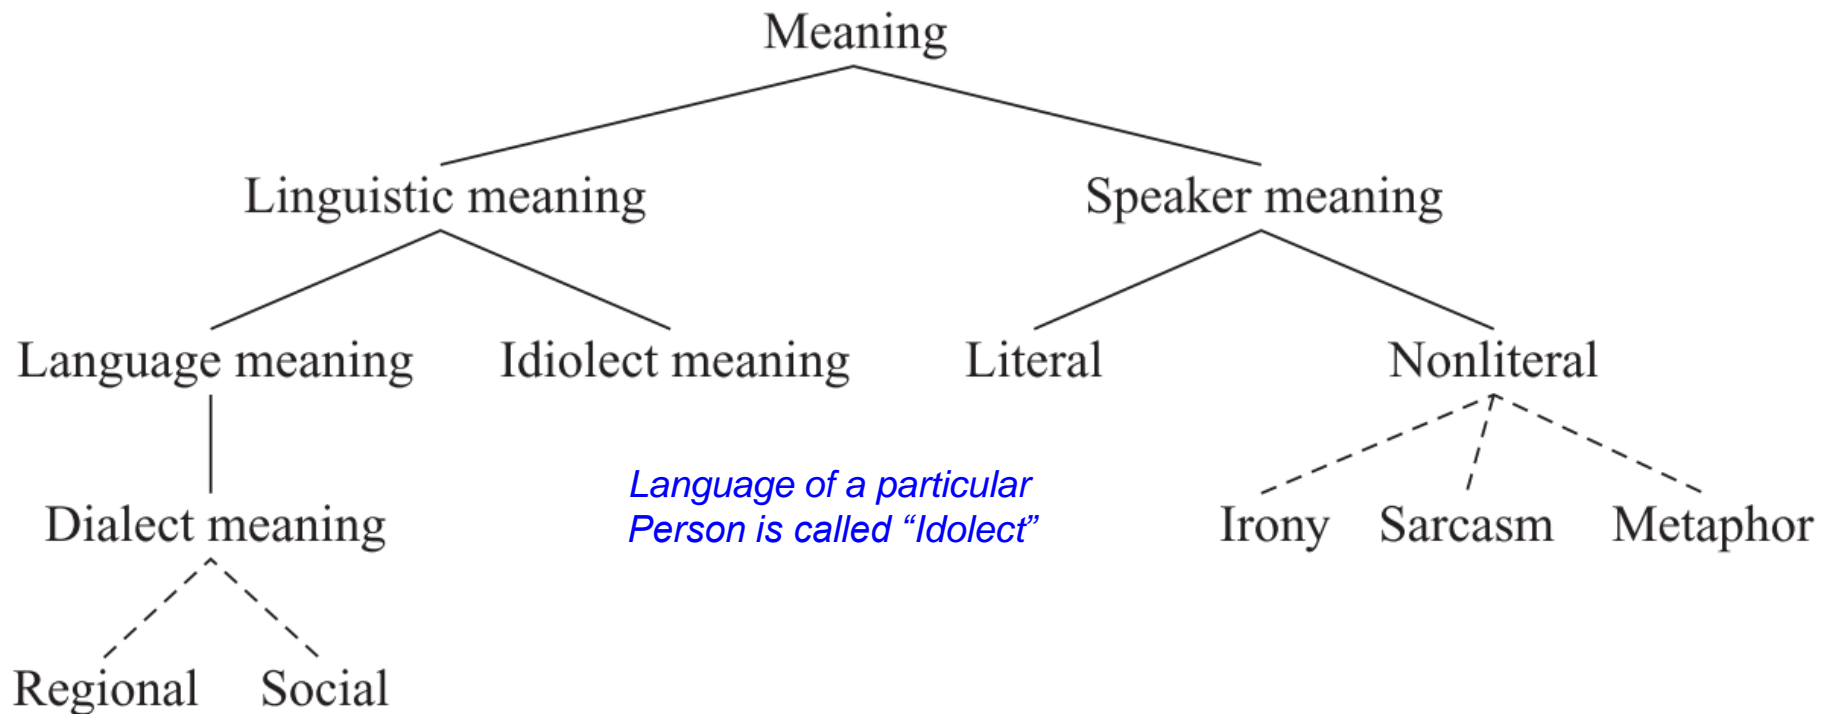 Meaning
Linguistic meaning Speaker meaning
Language meaning Idiolect meaning Literal Nonliteral
Language of a particular
Person is called “Idolect”
Dialect meaning Irony Sarcasm Metaphor
Regional Social